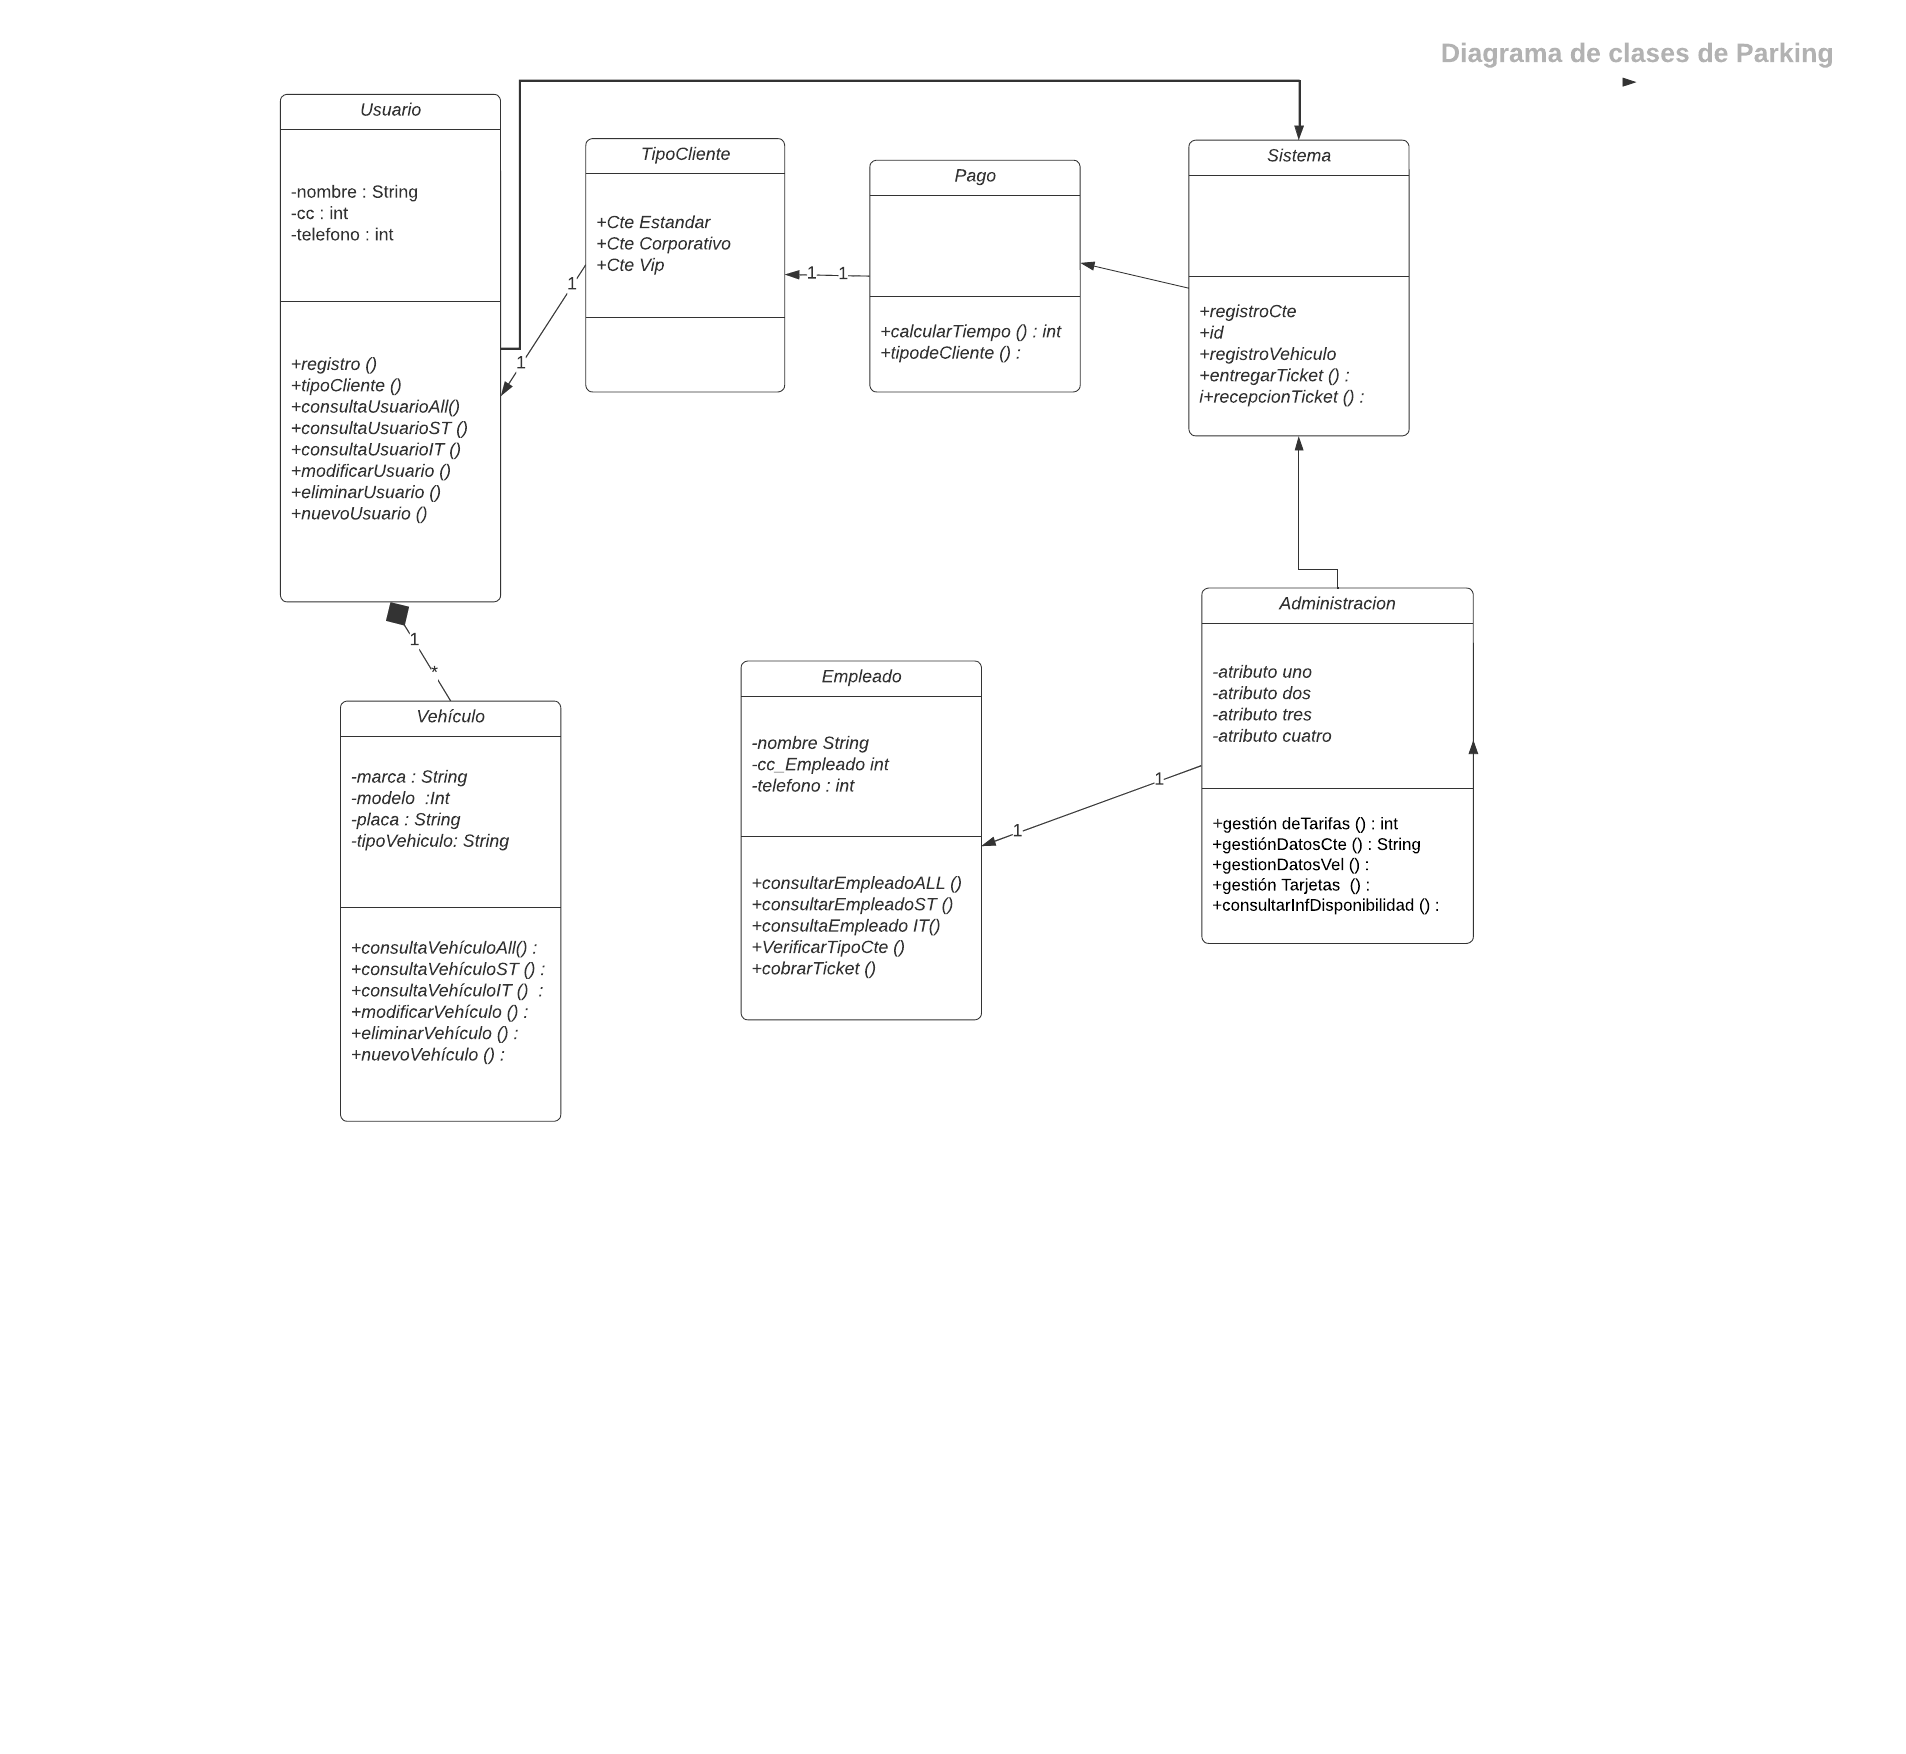 Diagrama de clases de Parking
Usuario
-nombre : String
-cc : int
-telefono : int
+registro ()
+tipoCliente ()
+consultaUsuarioAll()
+consultaUsuarioST ()
+consultaUsuarioIT ()
+modificarUsuario ()
+eliminarUsuario ()
+nuevoUsuario ()
TipoCliente
+Cte Estandar
+Cte Corporativo
+Cte Vip
1
1
Pago
+calcularTiempo () : int
+tipodeCliente () :
1
1
Sistema
+registroCte
+id
+registroVehiculo
+entregarTicket () :
i+recepcionTicket () :
1
*
Vehículo
-marca : String
-modelo  :Int
-placa : String
-tipoVehiculo: String
+consultaVehículoAll() :
+consultaVehículoST () :
+consultaVehículoIT ()  :
+modificarVehículo () :
+eliminarVehículo () :
+nuevoVehículo () :
Empleado
-nombre String
-cc_Empleado int
-telefono : int
+consultarEmpleadoALL ()
+consultarEmpleadoST ()
+consultaEmpleado IT()
+VerificarTipoCte ()
+cobrarTicket ()
1
1
Administracion
-atributo uno
-atributo dos
-atributo tres
-atributo cuatro
+gestión deTarifas () : int
+gestiónDatosCte () : String
+gestionDatosVel () :
+gestión Tarjetas  () :
+consultarInfDisponibilidad () :